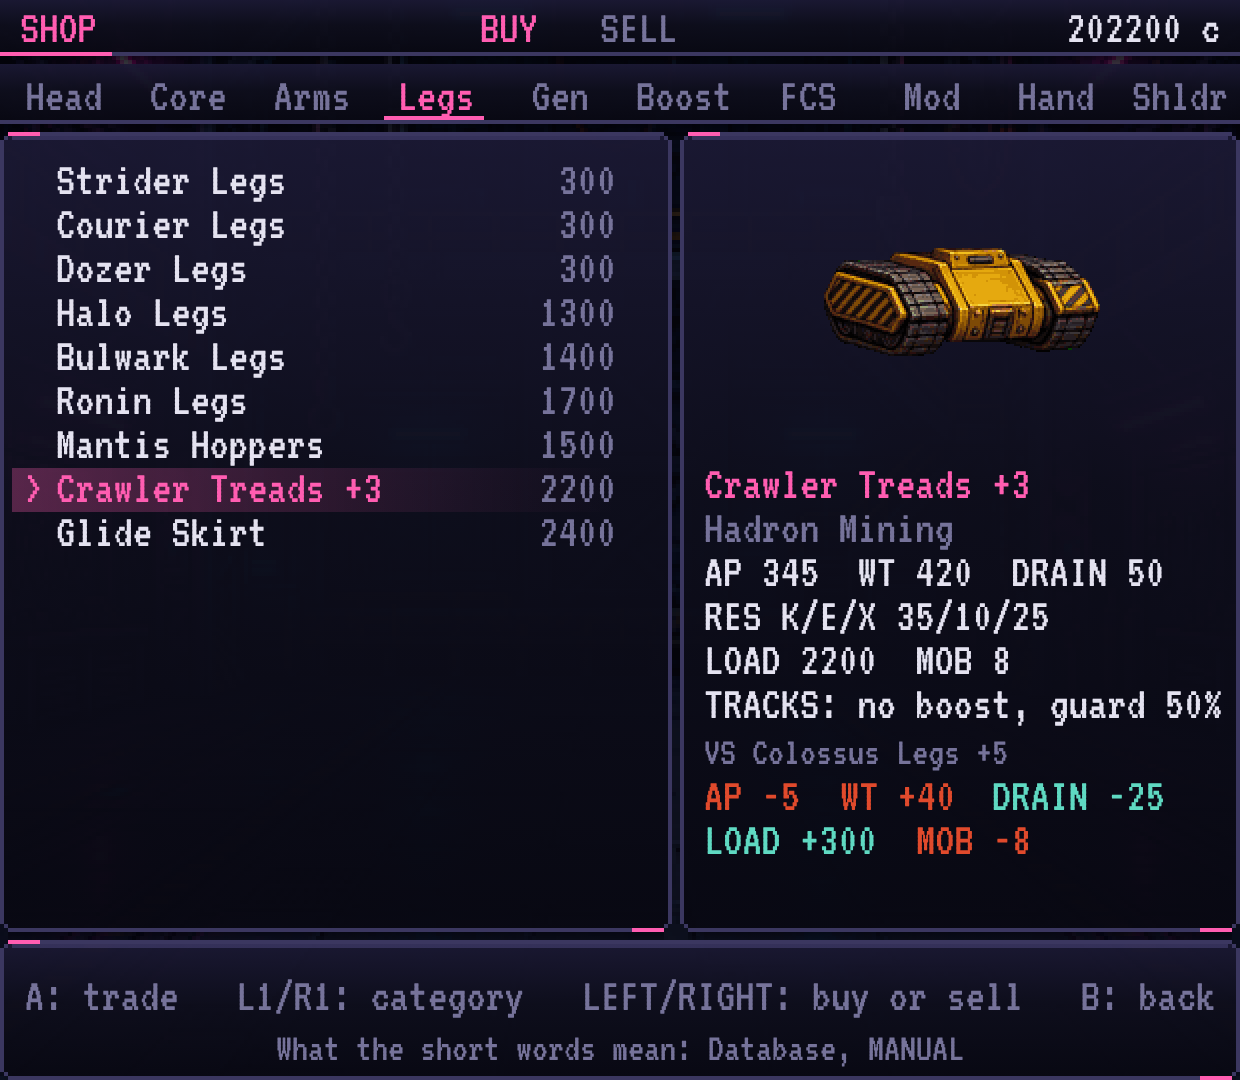 SHOP BUY SELL 202200 c
Head Core Arms Legs Gen Boost FCS Mod Hand Shldr
Strider Legs 300
Courier Legs 300
Dozer Legs 300
Halo Legs 1300
Bulwark Legs 1400
Ronin Legs 1700
Mantis Hoppers 1500
> Crawler Treads +3 2200
Glide Skirt 2400
Crawler Treads +3
Hadron Mining
AP 345 WT 420 DRAIN 50
RES K/E/X 35/10/25
LOAD 2200 MOB 8
TRACKS: no boost, guard 50%
VS Colossus Legs +5
AP -5 WT +40 DRAIN -25
LOAD +300 MOB -8
A: trade L1/R1: category LEFT/RIGHT: buy or sell B: back
What the short words mean: Database, MANUAL